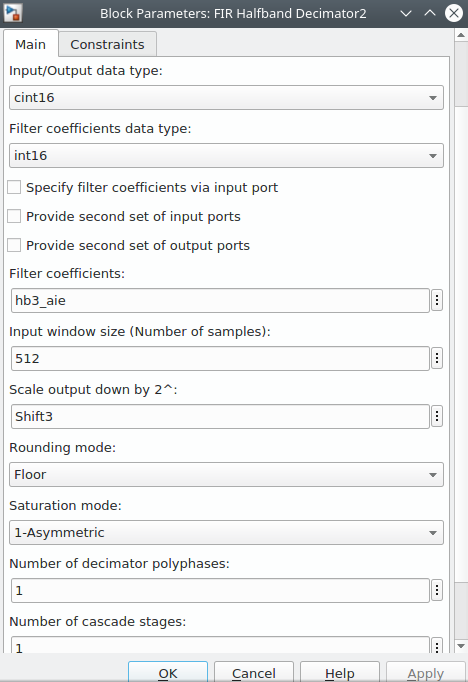 Block Parameters: FIR Halfband Decimator2
Main Constraints
Input/Output data type:
cint16
Filter coefficients data type:
int16
Specify filter coefficients via input port
Provide second set of input ports
Provide second set of output ports
Filter coefficients:
hb3_aie
Input window size (Number of samples):
512
Scale output down by 2^:
Shift3
Rounding mode:
Floor
Saturation mode:
1-Asymmetric
Number of decimator polyphases:
1
Number of cascade stages:
1
OK Cancel Help Apply